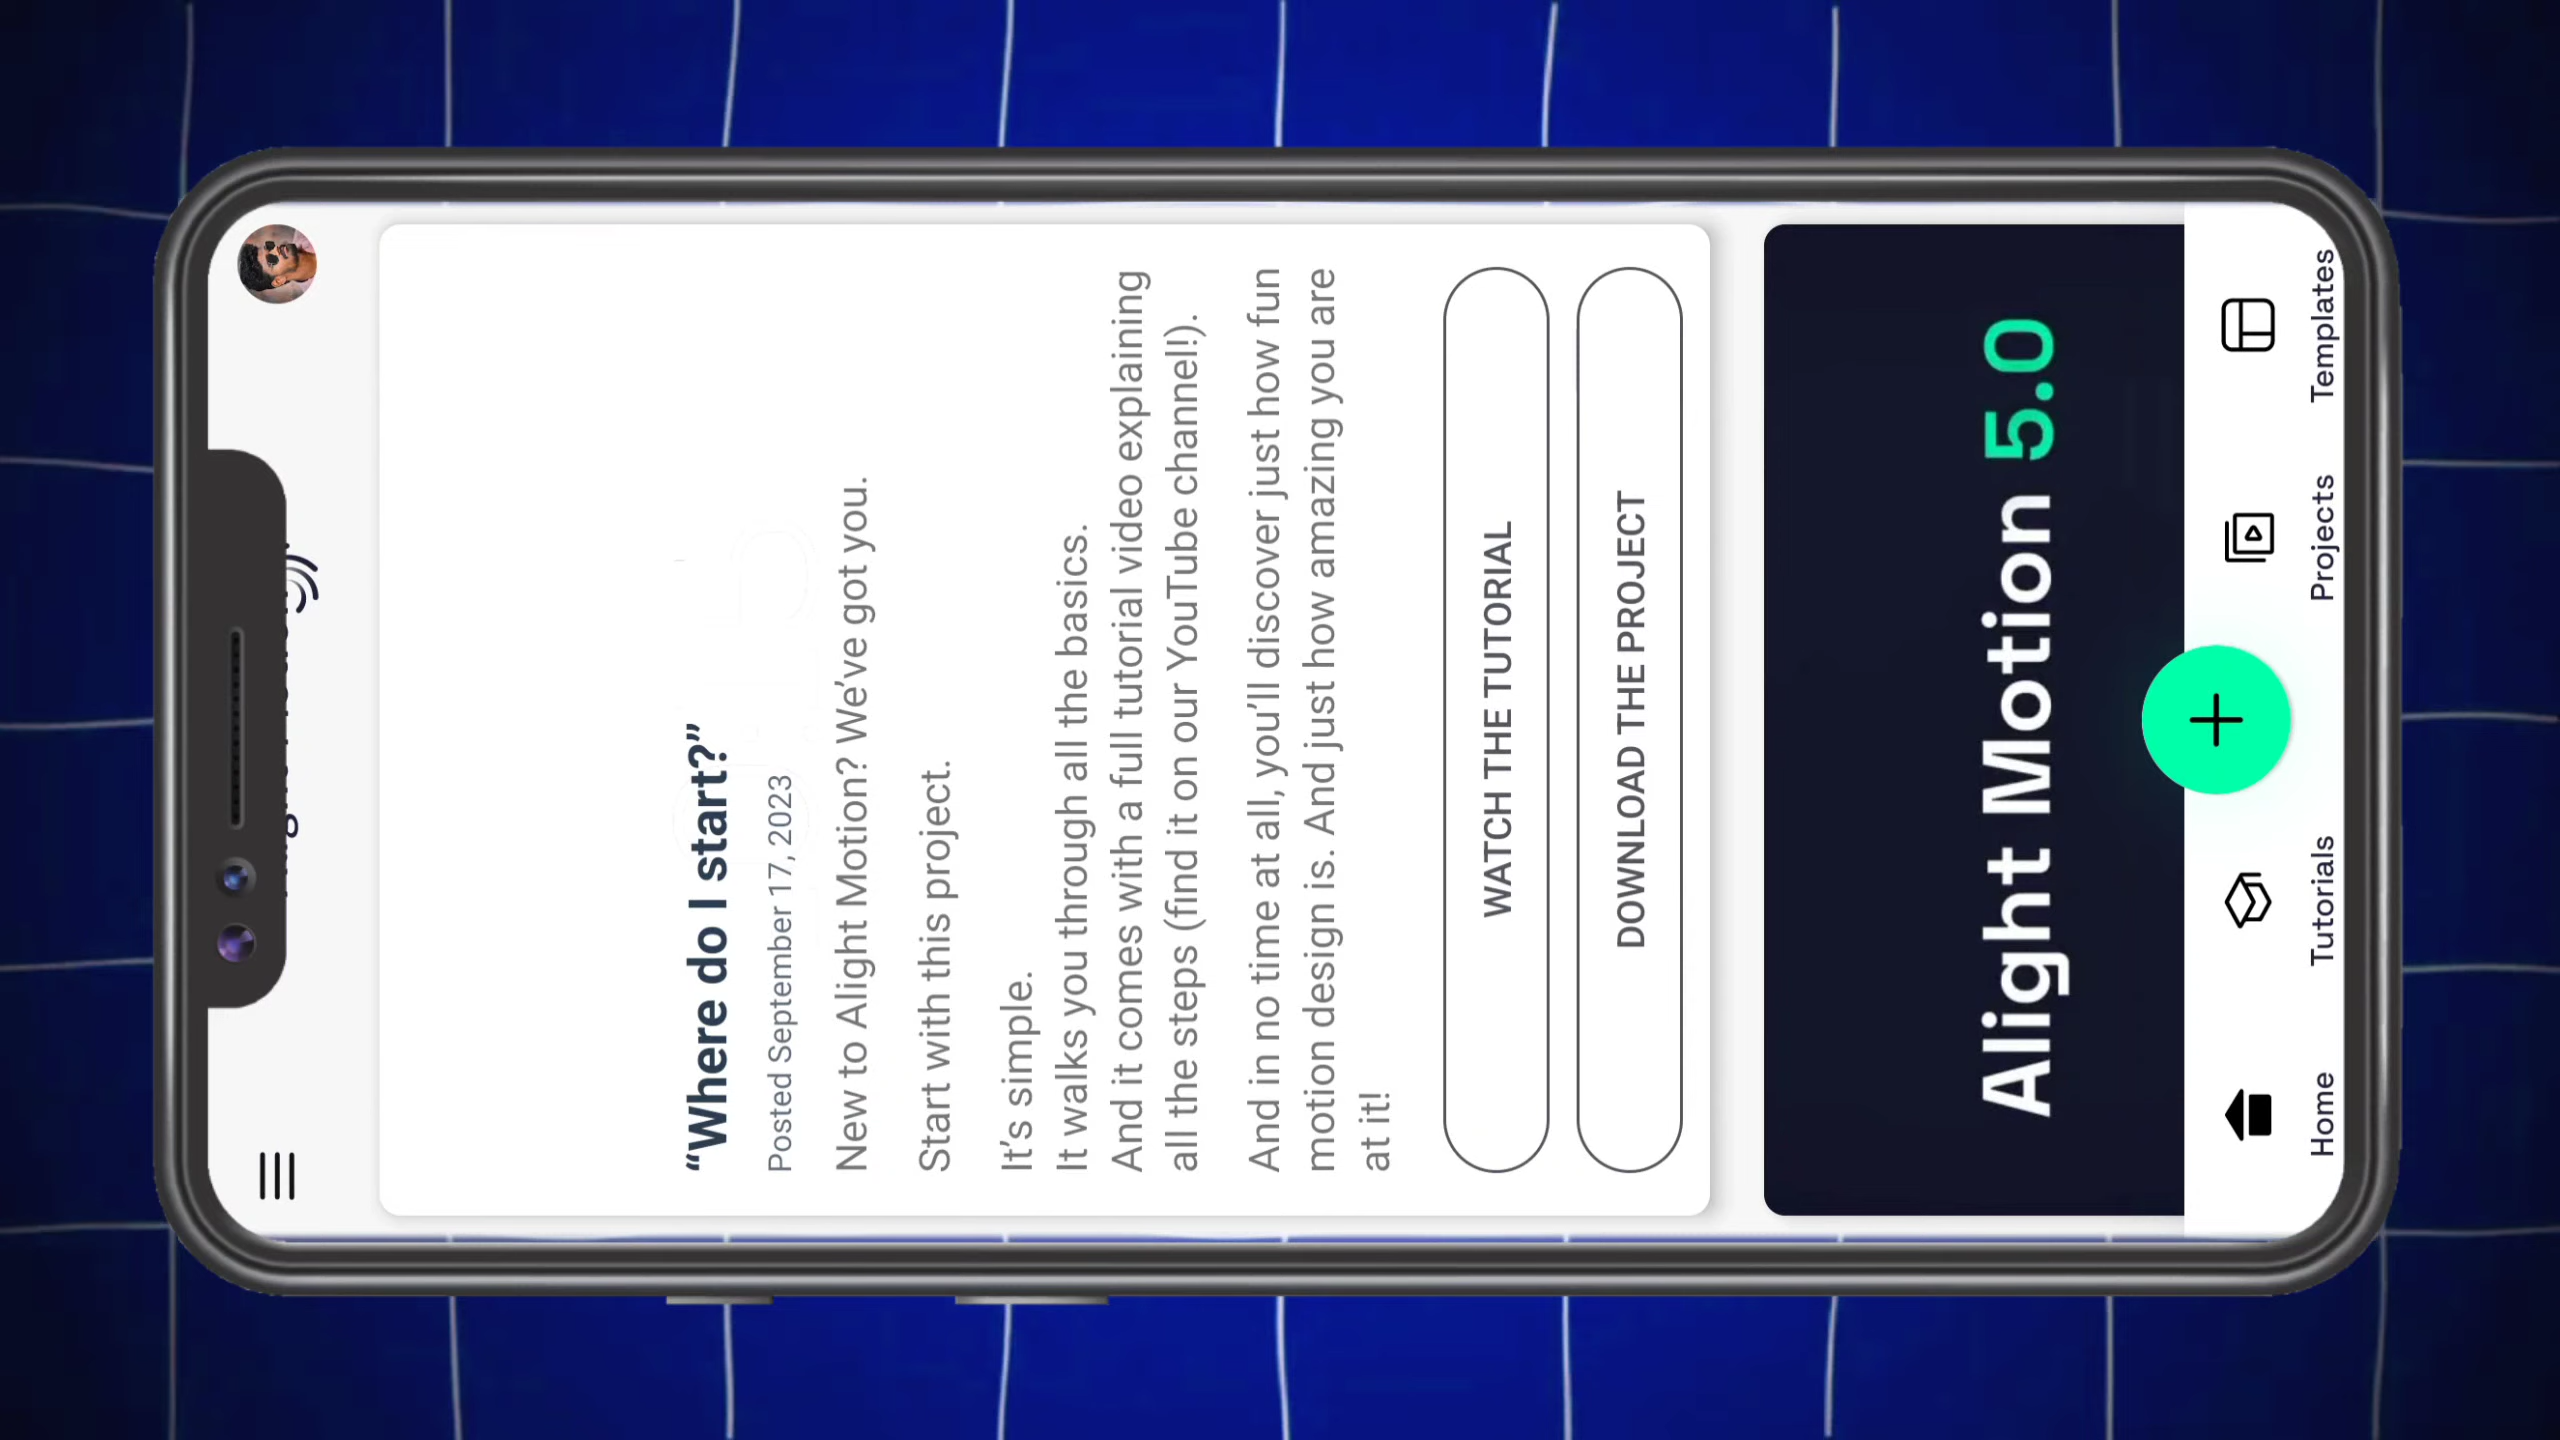 “Where do I start?”
Posted September 17, 2023
New to Alight Motion? We’ve got you.
Start with this project.
It’s simple.
It walks you through all the basics.
And it comes with a full tutorial video explaining
all the steps (find it on our YouTube channel!).
And in no time at all, you’ll discover just how fun
motion design is. And just how amazing you are
at it!
WATCH THE TUTORIAL
DOWNLOAD THE PROJECT
Alight Motion 5.0
Home
Tutorials
Projects
Templates